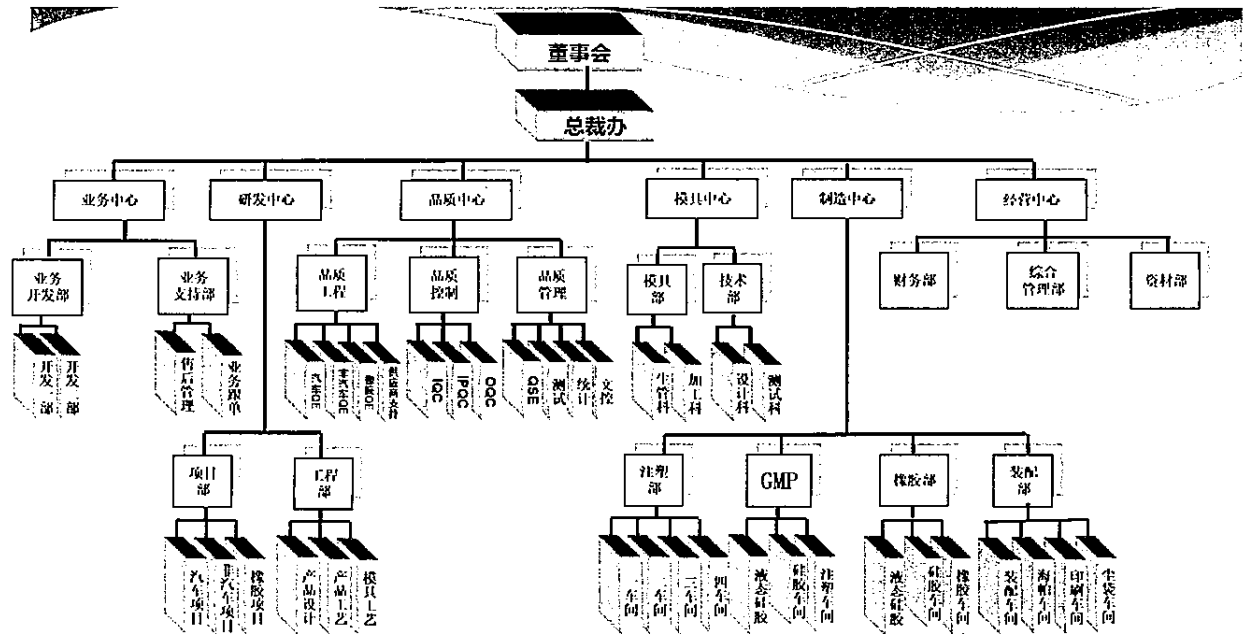 董事会
总裁办
业务中心
研发中心
品质中心
模具中心
制造中心
经营中心
业务
开发部
业务
支持部
品质
工程
品质
控制
品质
管理
模具
部
技术
部
财务部
综合
管理部
资材部
开发 部
开发 部
售后管理
业务跟单
汽车QE
非汽车QE
橡胶QE
供应商支持
IQC
IPQC
OQC
QSE
测试
统计
文控
生管科
加工科
设计科
测试科
项目
部
工程
部
注塑
部
GMP
橡胶部
装配
部
汽车项目
非汽车项目
橡胶项目
产品设计
产品工艺
模具工艺
车间
车间
三车间
四车间
液态硅胶
硅胶车间
注塑车间
液态硅胶
硅胶车间
橡胶车间
装配车间
海帕车间
印刷车间
尘袋车间